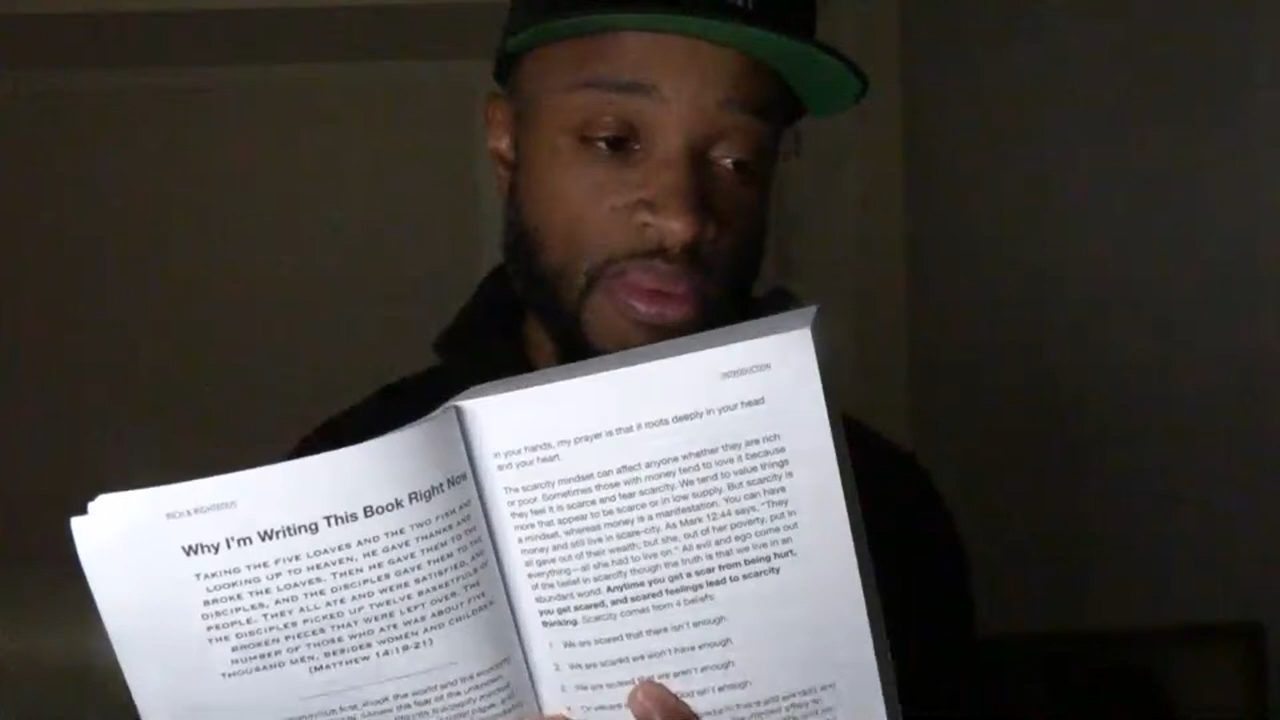 RICH & RIGHTEOUS
Why I'm Writing This Book Right Now
TAKING THE FIVE LOAVES AND THE TWO FISH AND
LOOKING UP TO HEAVEN, HE GAVE THANKS AND
BROKE THE LOAVES. THEN HE GAVE THEM TO THE
DISCIPLES, AND THE DISCIPLES GAVE THEM TO THE
PEOPLE. THEY ALL ATE AND WERE SATISFIED, AND
THE DISCIPLES PICKED UP TWELVE BASKETFULS OF
BROKEN PIECES THAT WERE LEFT OVER. THE
NUMBER OF THOSE WHO ATE WAS ABOUT FIVE
THOUSAND MEN, BESIDES WOMEN AND CHILDREN.
(MATTHEW 14:19-21)
shook the world and the economy
the fear of the unknown
INTRODUCTION
in your hands, my prayer is that it roots deeply in your head
and your heart.
The scarcity mindset can affect anyone whether they are rich
or poor. Sometimes those with money tend to love it because
they feel it is scarce and fear scarcity. We tend to value things
more that appear to be scarce or in low supply. But scarcity is
a mindset, whereas money is a manifestation. You can have
money and still live in scare-city. As Mark 12:44 says, "They
all gave out of their wealth; but she, out of her poverty, put in
everything—all she had to live on." All evil and ego come out
of the belief in scarcity though the truth is that we live in an
abundant world. Anytime you get a scar from being hurt,
you get scared, and scared feelings lead to scarcity
thinking. Scarcity comes from 4 beliefs:
1. We are scared that there isn't enough.
2. We are scared we won't have enough.
3. We are scared that we aren't enough.
isn't enough.